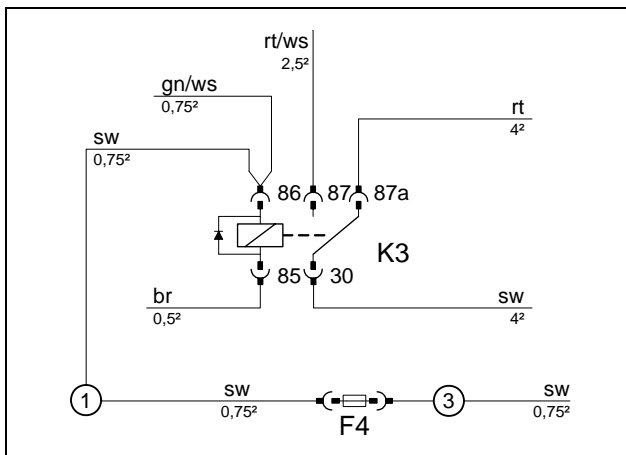 rt/ws
2,5²
gn/ws
0,75²
rt
4²
sw
0,75²
86 87 87a
K3
85 30
br
0,5²
sw
4²
1
sw
0,75²
F4
3
sw
0,75²